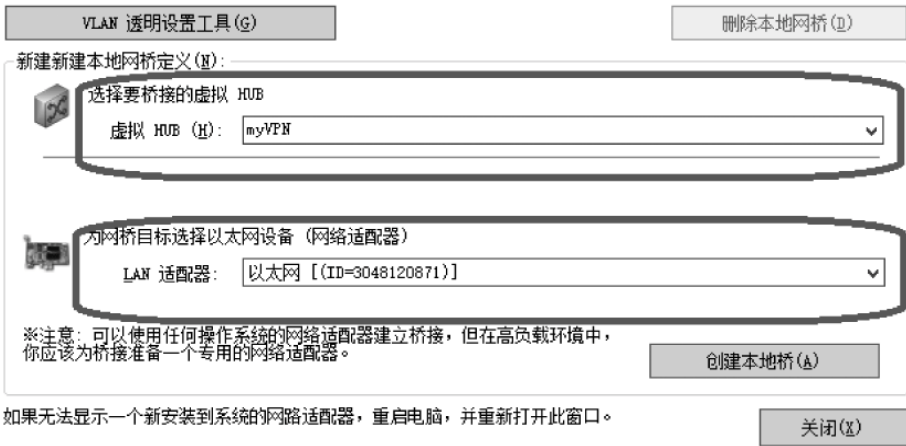 VLAN 透明设置工具(G)
删除本地网桥(D)
新建新建本地网桥定义(N):
选择要桥接的虚拟 HUB
虚拟 HUB (H): myVPN
为网桥目标选择以太网设备 (网络适配器)
LAN 适配器: 以太网 [(ID=3048120871)]
※注意: 可以使用任何操作系统的网络适配器建立桥接，但在高负载环境中，
你应该为桥接准备一个专用的网络适配器。
创建本地桥(A)
如果无法显示一个新安装到系统的网路适配器，重启电脑，并重新打开此窗口。
关闭(X)